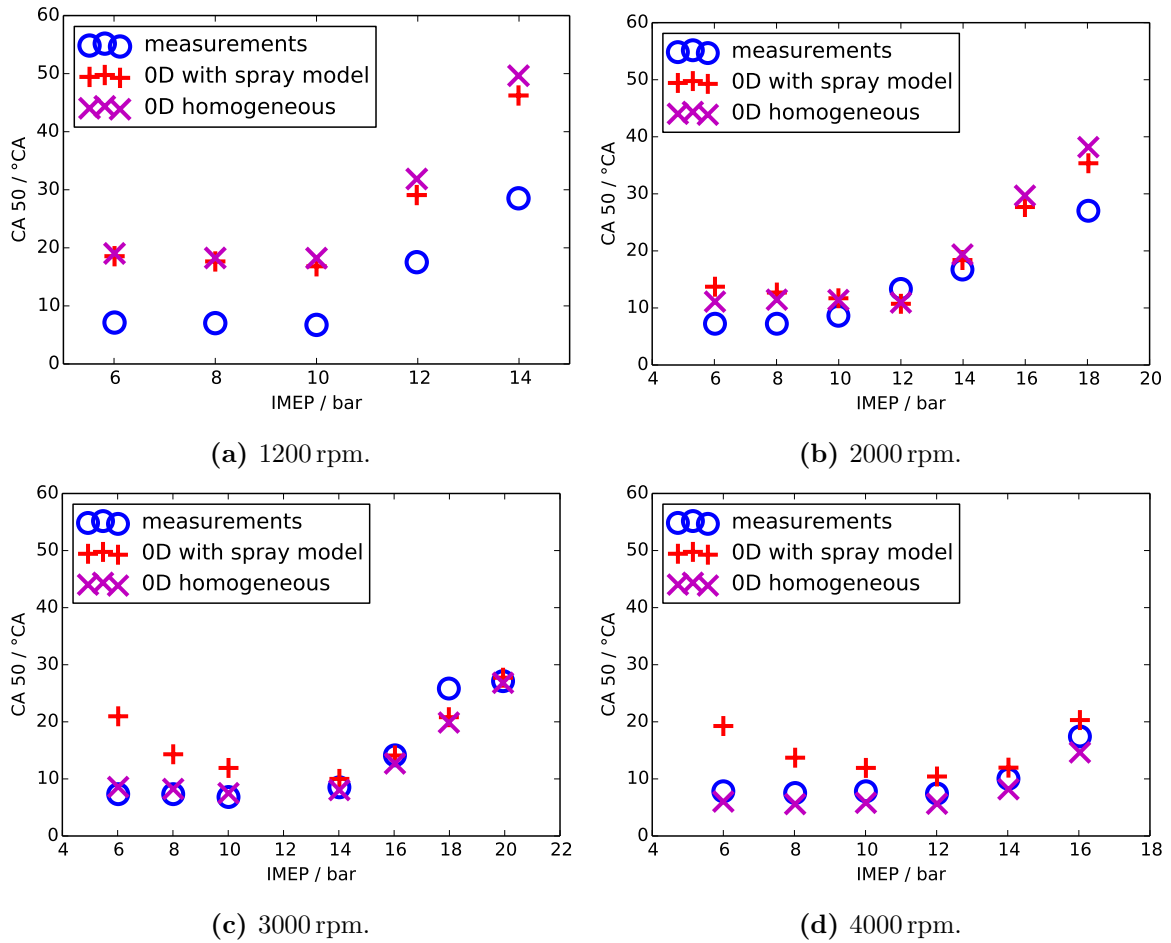 60
50
40
30
20
10
0
CA 50 / °CA
measurements
0D with spray model
0D homogeneous
6 8 10 12 14
IMEP / bar
(a) 1200 rpm.
60
50
40
30
20
10
0
CA 50 / °CA
measurements
0D with spray model
0D homogeneous
4 6 8 10 12 14 16 18 20
IMEP / bar
(b) 2000 rpm.
60
50
40
30
20
10
0
CA 50 / °CA
measurements
0D with spray model
0D homogeneous
4 6 8 10 12 14 16 18 20 22
IMEP / bar
(c) 3000 rpm.
60
50
40
30
20
10
0
CA 50 / °CA
measurements
0D with spray model
0D homogeneous
4 6 8 10 12 14 16 18
IMEP / bar
(d) 4000 rpm.